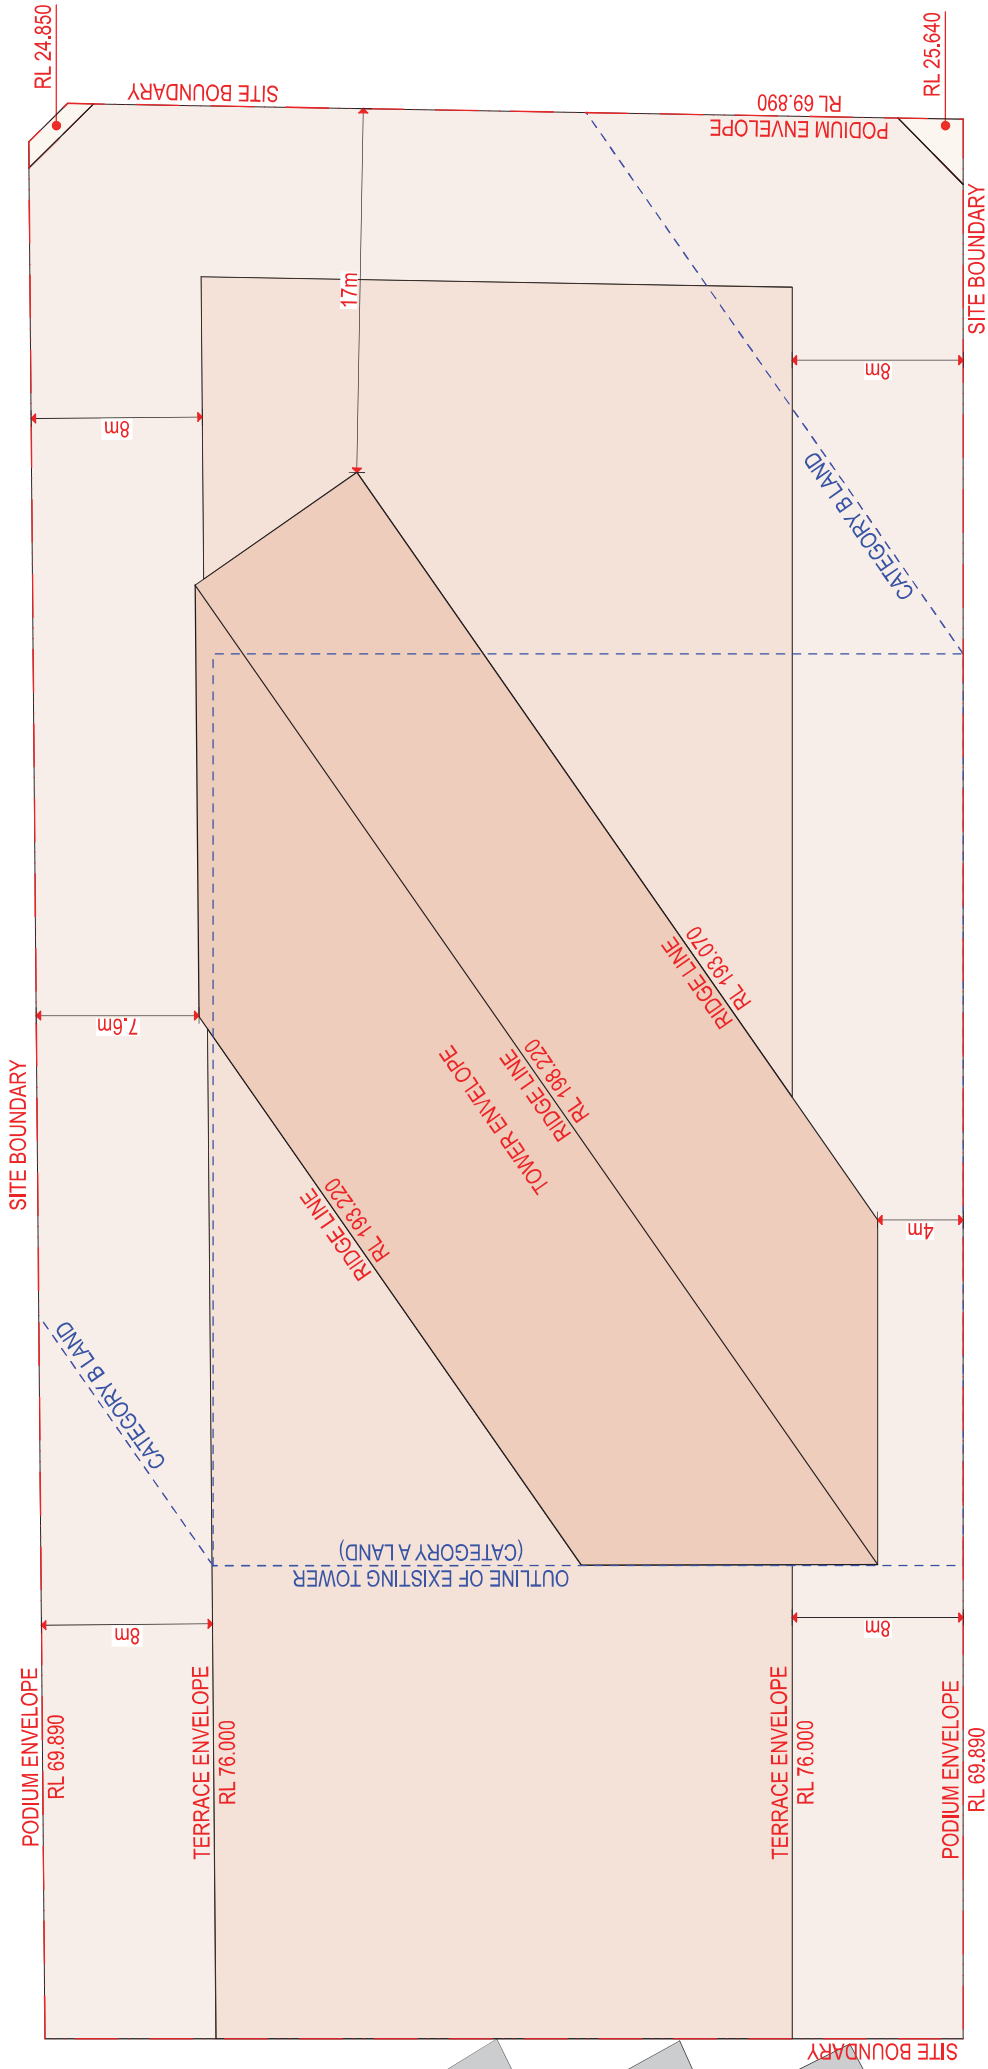 RL 24.850
RL 25.640
SITE BOUNDARY
RL 69.890
PODIUM ENVELOPE
SITE BOUNDARY
17m
8m
8m
CATEGORY B LAND
RIDGE LINE
RL 193.070
7.6m
SITE BOUNDARY
TOWER ENVELOPE
RIDGE LINE
RL 198.220
RIDGE LINE
RL 193.220
4m
CATEGORY B LAND
OUTLINE OF EXISTING TOWER
(CATEGORY A LAND)
8m
8m
PODIUM ENVELOPE
RL 69.890
TERRACE ENVELOPE
RL 76.000
TERRACE ENVELOPE
RL 76.000
PODIUM ENVELOPE
RL 69.890
SITE BOUNDARY